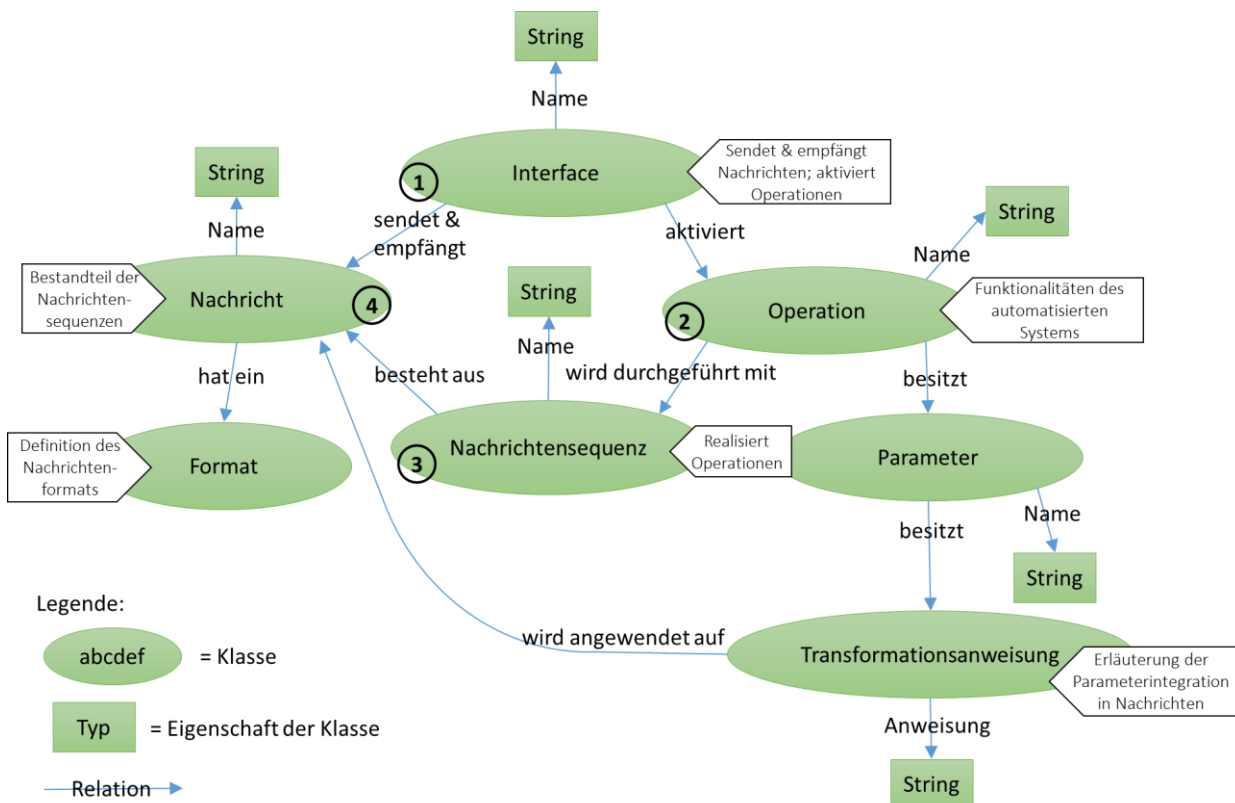 String
Name
Interface
1
Sendet & empfängt
Nachrichten; aktiviert
Operationen
String
Name
sendet &
empfängt
aktiviert
String
Name
Bestandteil der
Nachrichten-
sequenzen
Nachricht
4
String
Name
2
Operation
Funktionalitäten des
automatisierten
Systems
hat ein
besteht aus
wird durchgeführt mit
besitzt
Definition des
Nachrichten-
formats
Format
3
Nachrichtensequenz
Realisiert
Operationen
Parameter
besitzt
Name
String
Legende:
abcdef
= Klasse
Typ
= Eigenschaft der Klasse
Relation
wird angewendet auf
Transformationsanweisung
Erläuterung der
Parameterintegration
in Nachrichten
Anweisung
String